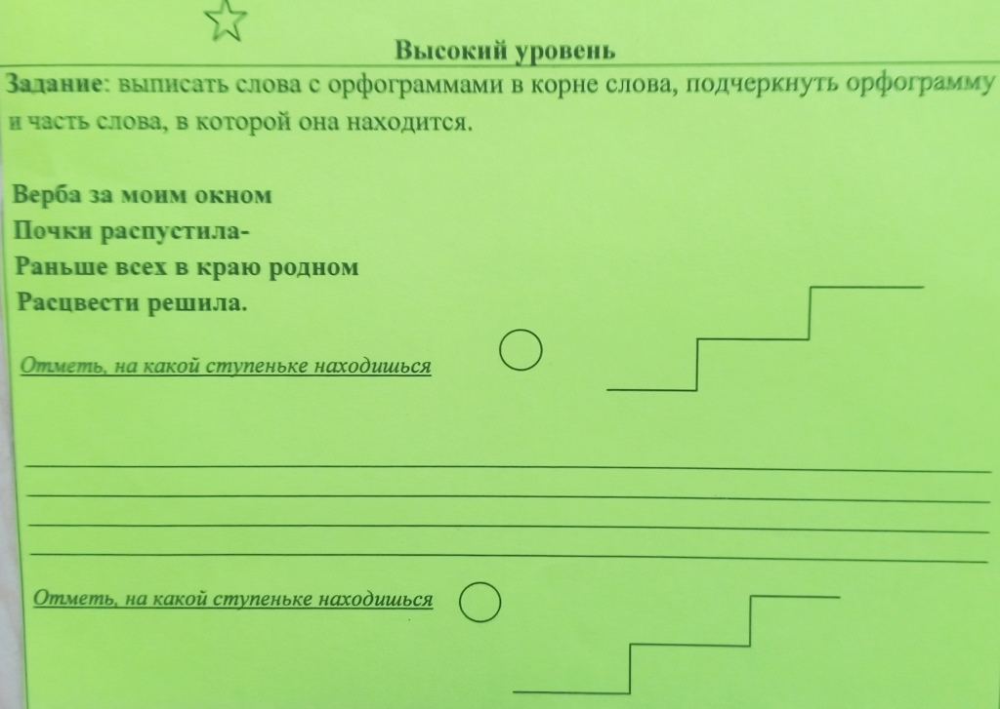 Высокий уровень
Задание: выписать слова с орфограммами в корне слова, подчеркнуть орфограмму
и часть слова, в которой она находится.
Верба за моим окном
Почки распустила-
Раньше всех в краю родном
Расцвести решила.
Отметь, на какой ступеньке находишься
Отметь, на какой ступеньке находишься